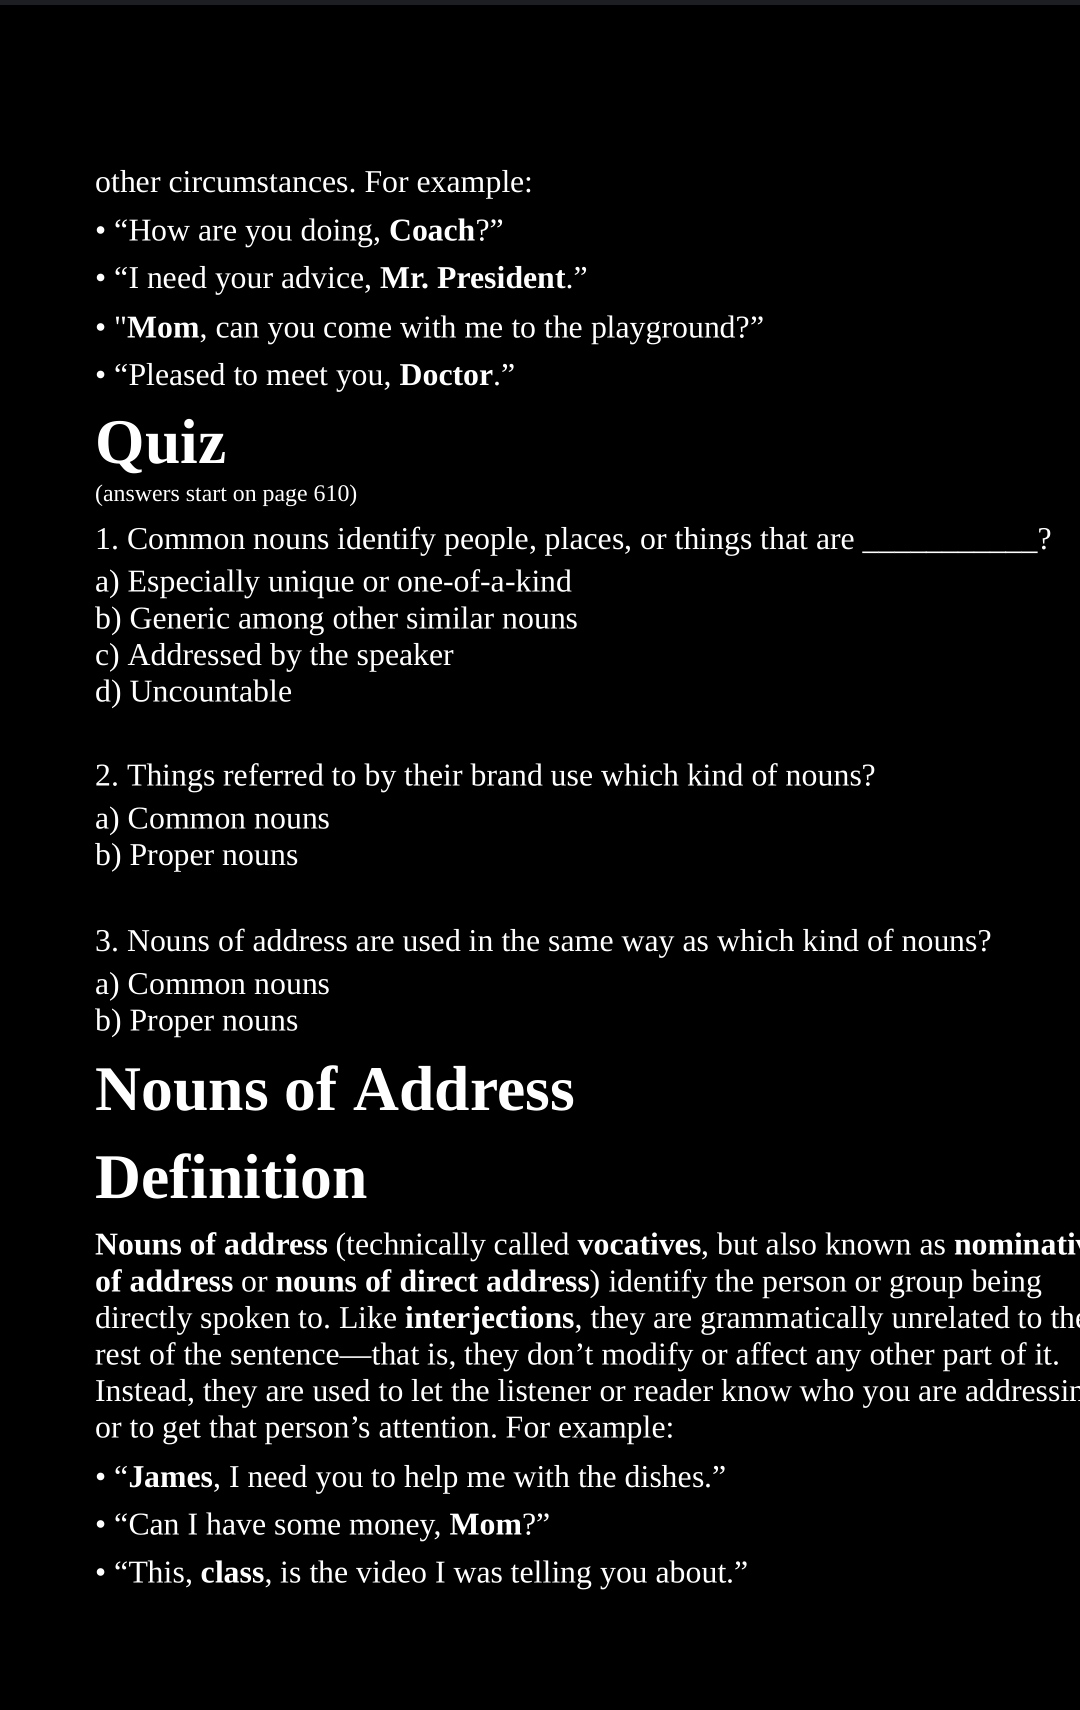 other circumstances. For example:
• “How are you doing, Coach?”
• “I need your advice, Mr. President.”
• "Mom, can you come with me to the playground?”
• “Pleased to meet you, Doctor.”
Quiz
(answers start on page 610)
1. Common nouns identify people, places, or things that are ___________?
a) Especially unique or one-of-a-kind
b) Generic among other similar nouns
c) Addressed by the speaker
d) Uncountable
2. Things referred to by their brand use which kind of nouns?
a) Common nouns
b) Proper nouns
3. Nouns of address are used in the same way as which kind of nouns?
a) Common nouns
b) Proper nouns
Nouns of Address
Definition
Nouns of address (technically called vocatives, but also known as
of address or nouns of direct address) identify the person or group being
directly spoken to. Like interjections, they are grammatically unrelated to the
rest of the sentence—that is, they don’t modify or affect any other part of it.
Instead, they are used to let the listener or reader know who you are
or to get that person’s attention. For example:
• “James, I need you to help me with the dishes.”
• “Can I have some money, Mom?”
• “This, class, is the video I was telling you about.”